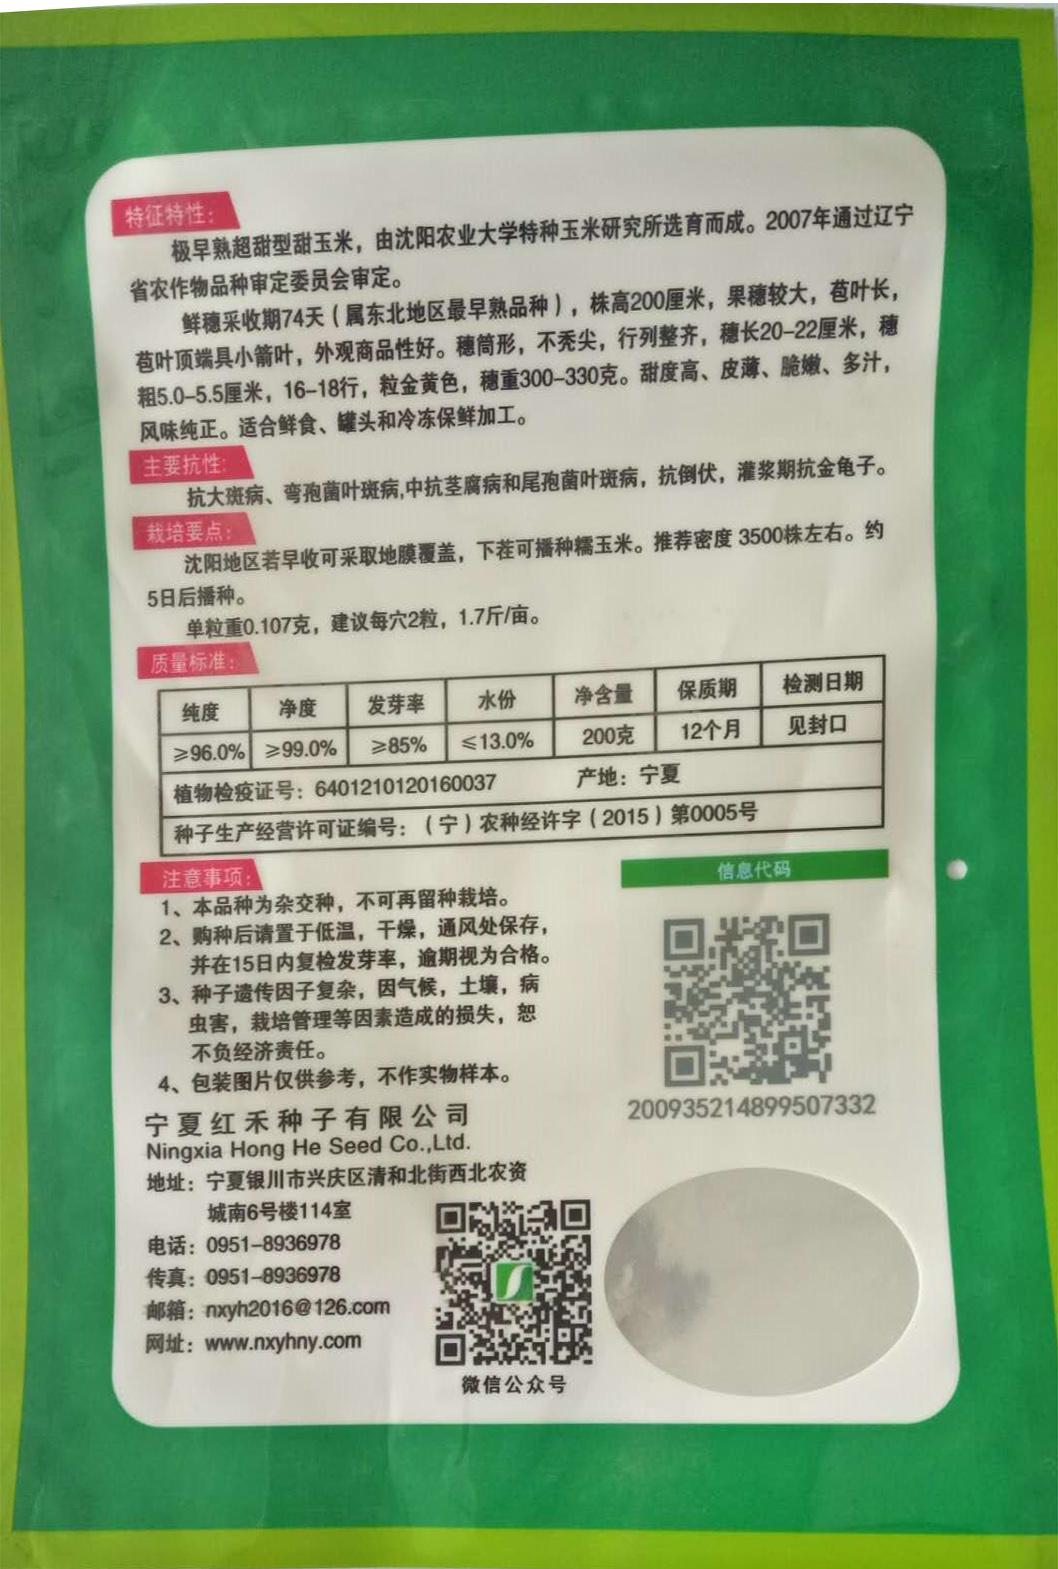 特征特性：
极早熟超甜型甜玉米，由沈阳农业大学特种玉米研究所选育而成。2007年通过辽宁
省农作物品种审定委员会审定。
鲜穗采收期74天（属东北地区最早熟品种），株高200厘米，果穗较大，苞叶长，
苞叶顶端具小箭叶，外观商品性好。穗筒形，不秃尖，行列整齐，穗长20-22厘米，穗
粗5.0-5.5厘米，16-18行，粒金黄色，穗重300-330克。甜度高、皮薄、脆嫩、多汁，
风味纯正。适合鲜食、罐头和冷冻保鲜加工。
主要抗性:
抗大斑病、弯孢菌叶斑病,中抗茎腐病和尾孢菌叶斑病，抗倒伏，灌浆期抗金龟子。
栽培要点：
沈阳地区若早收可采取地膜覆盖，下茬可播种糯玉米。推荐密度 3500株左右。约
5日后播种。
单粒重0.107克，建议每穴2粒，1.7斤/亩。
质量标准：
纯度 净度 发芽率 水份 净含量 保质期 检测日期
≥96.0% ≥99.0% ≥85% ≤13.0% 200克 12个月 见封口
植物检疫证号：6401210120160037 产地：宁夏
种子生产经营许可证编号：（宁）农种经许字（2015）第0005号
注意事项：
1、本品种为杂交种，不可再留种栽培。
2、购种后请置于低温，干燥，通风处保存，
并在15日内复检发芽率，逾期视为合格。
3、种子遗传因子复杂，因气候，土壤，病
虫害，栽培管理等因素造成的损失，恕
不负经济责任。
4、包装图片仅供参考，不作实物样本。
信息代码
200935214899507332
宁夏红禾种子有限公司
Ningxia Hong He Seed Co.,Ltd.
地址：宁夏银川市兴庆区清和北街西北农资
城南6号楼114室
电话：0951-8936978
传真：0951-8936978
邮箱：nxyh2016@126.com
网址：www.nxyhny.com
微信公众号